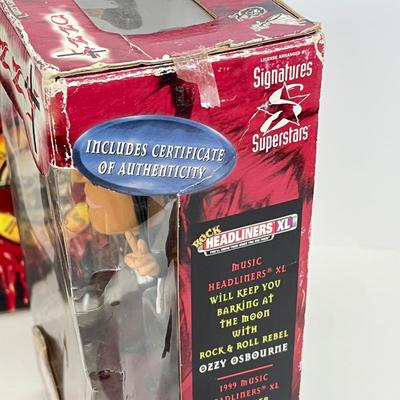 LICENSE ARRANGED BY
Signatures
Superstars™
INCLUDES CERTIFICATE
OF AUTHENTICITY
ROCK
HEADLINERS XL
MUSIC
HEADLINERS® XL
WILL KEEP YOU
BARKING AT
THE MOON
WITH
ROCK & ROLL REBEL
OZZY OSBOURNE
1999 MUSIC
HEADLINERS® XL